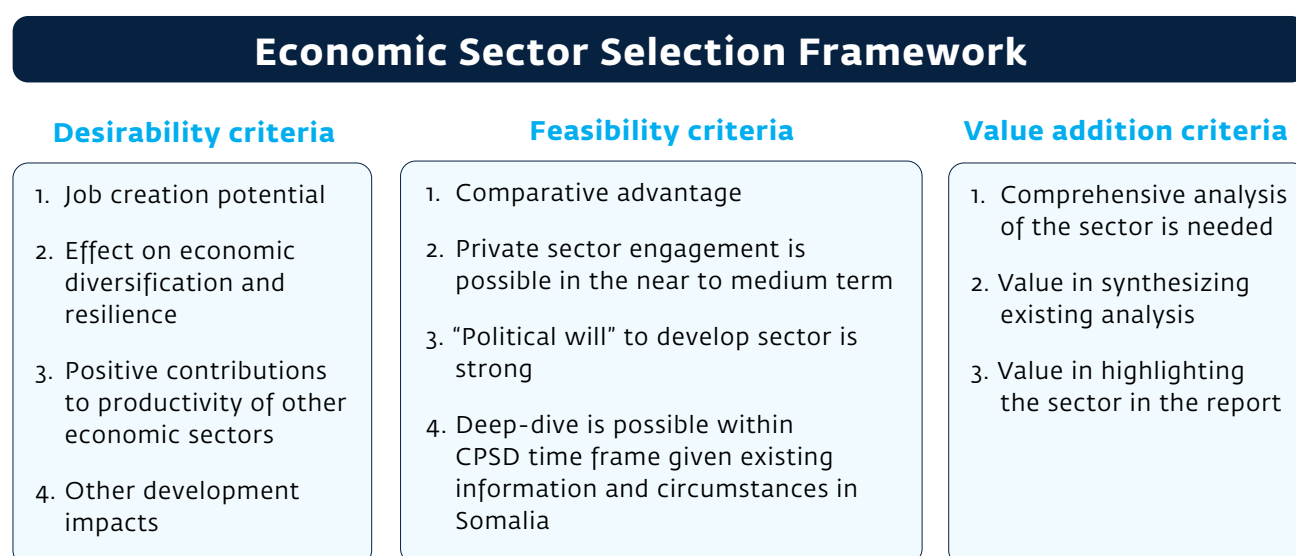 Economic Sector Selection Framework
Desirability criteria
1. Job creation potential
2. Effect on economic
diversification and
resilience
3. Positive contributions
to productivity of other
economic sectors
4. Other development
impacts
Feasibility criteria
1. Comparative advantage
2. Private sector engagement is
possible in the near to medium term
3. “Political will” to develop sector is
strong
4. Deep-dive is possible within
CPSD time frame given existing
information and circumstances in
Somalia
Value addition criteria
1. Comprehensive analysis
of the sector is needed
2. Value in synthesizing
existing analysis
3. Value in highlighting
the sector in the report